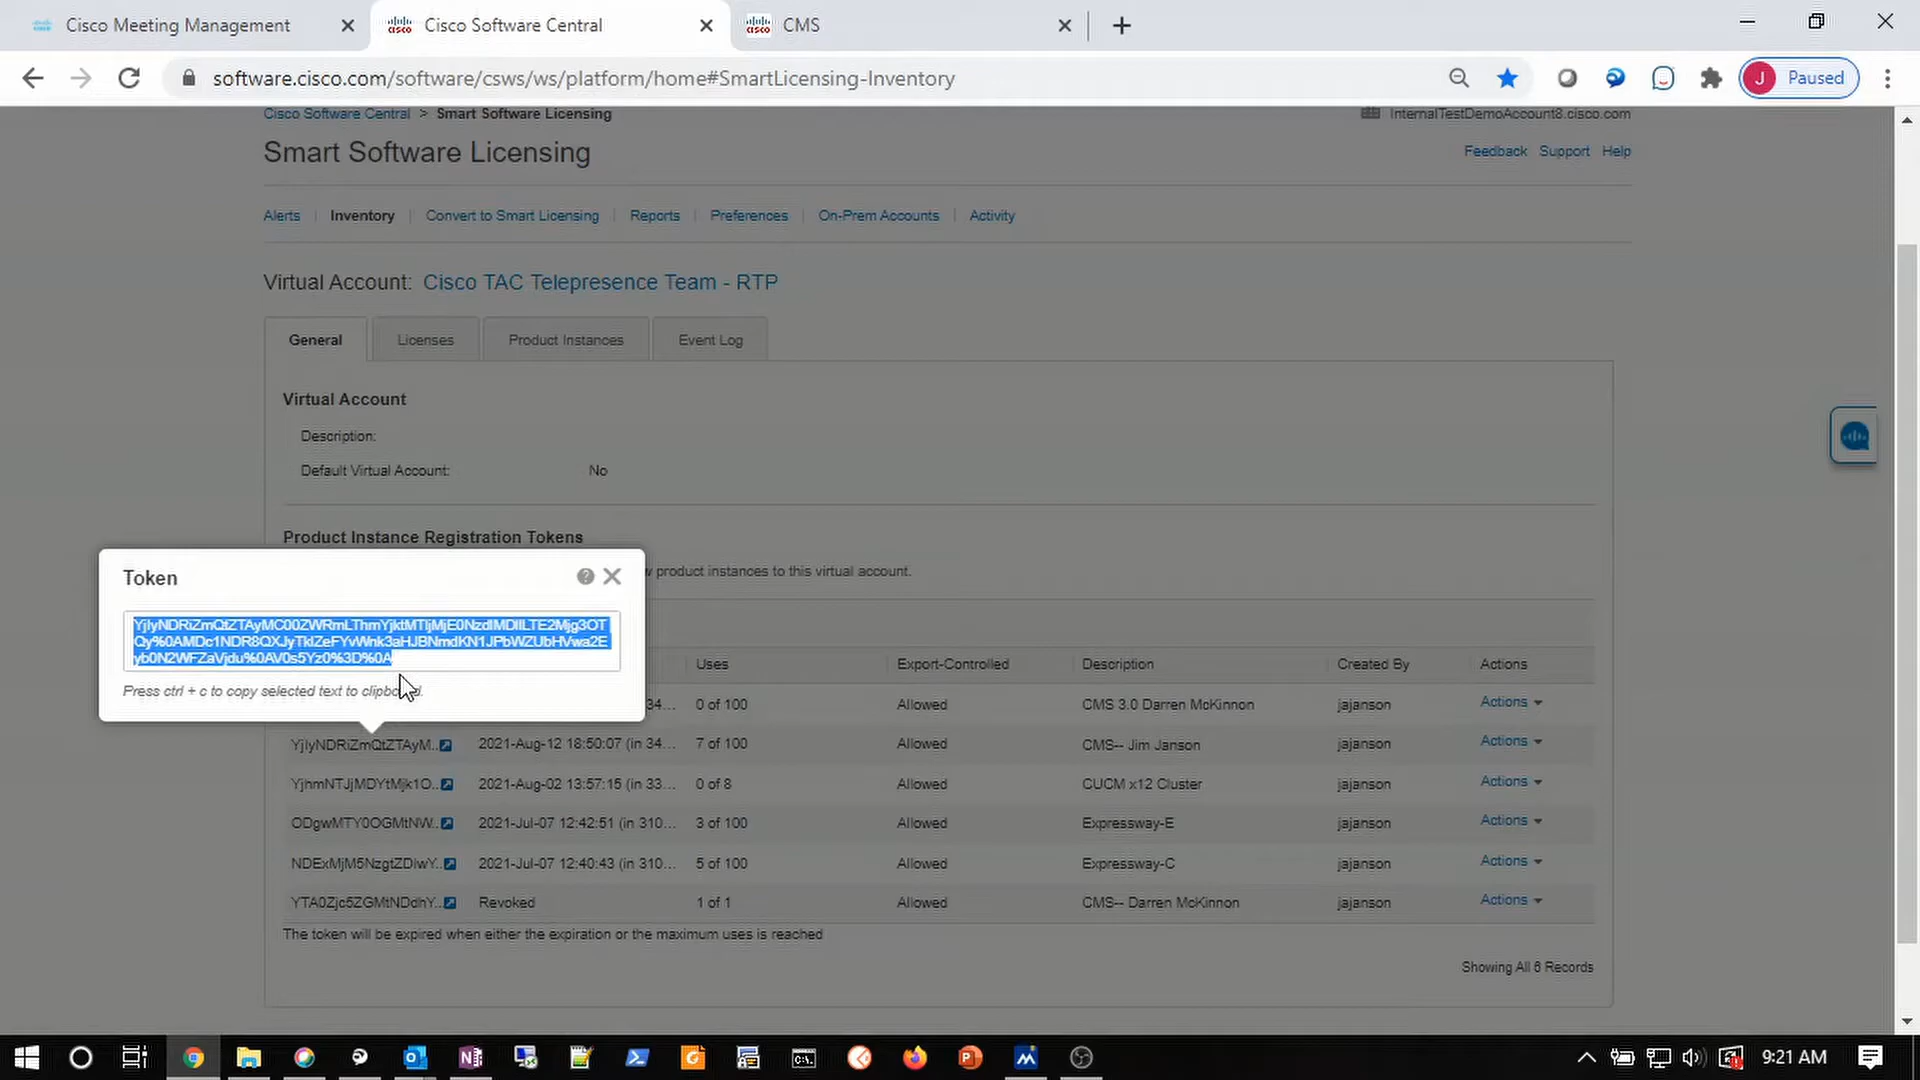 Cisco Meeting Management
Cisco Software Central
CMS
software.cisco.com/software/csws/ws/platform/home#SmartLicensing-Inventory
J Paused
Cisco Software Central > Smart Software Licensing
InternalTestDemoAccount8.cisco.com
Smart Software Licensing
Feedback Support Help
Alerts Inventory Convert to Smart Licensing Reports Preferences On-Prem Accounts Activity
Virtual Account: Cisco TAC Telepresence Team - RTP
General Licenses Product Instances Event Log
Virtual Account
Description:
Default Virtual Account: No
Product Instance Registration Tokens
product instances to this virtual account.
Token
Press ctrl + c to copy selected text to
Uses Export-Controlled Description Created By Actions
34... 0 of 100 Allowed CMS 3.0 Darren McKinnon jajanson Actions
2021-Aug-12 18:50:07 (in 34... 7 of 100 Allowed CMS-- Jim Janson jajanson Actions
2021-Aug-02 13:57:15 (in 33... 0 of 8 Allowed CUCM x12 Cluster jajanson Actions
2021-Jul-07 12:42:51 (in 310... 3 of 100 Allowed Expressway-E jajanson Actions
2021-Jul-07 12:40:43 (in 310... 5 of 100 Allowed Expressway-C jajanson Actions
Revoked 1 of 1 Allowed CMS-- Darren McKinnon jajanson Actions
The token will be expired when either the expiration or the maximum uses is reached
Showing All 6 Records
9:21 AM